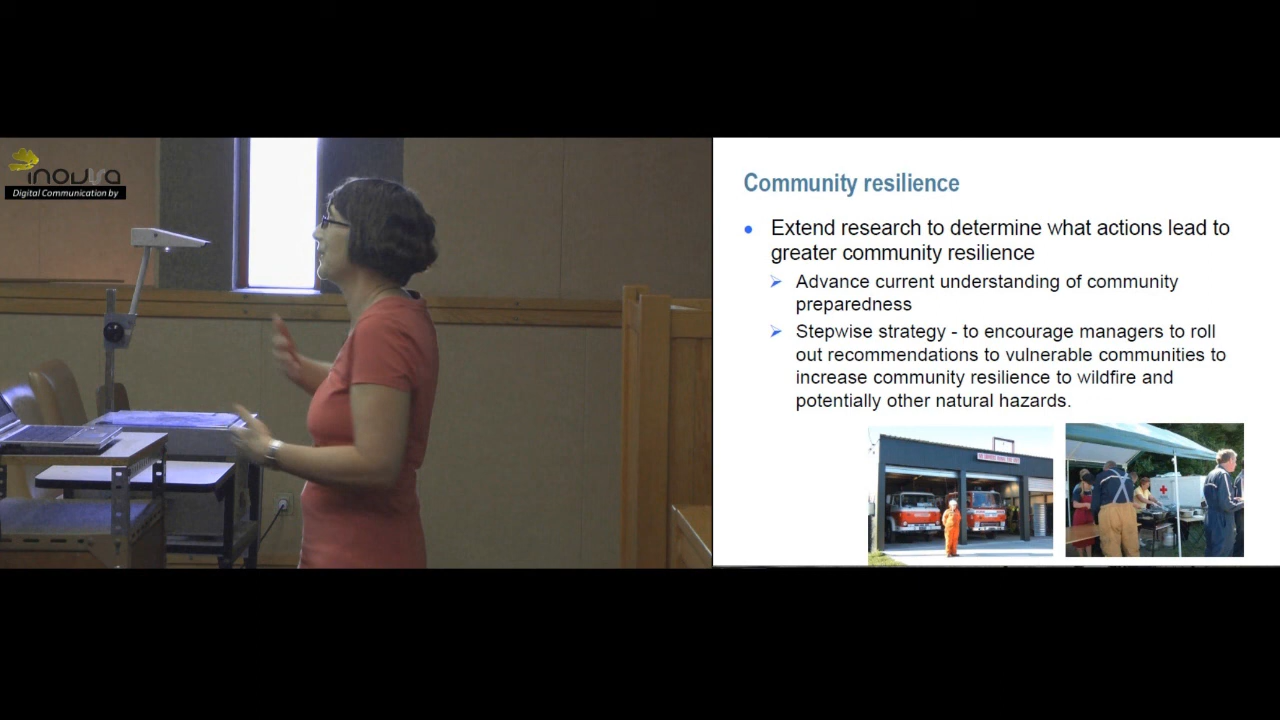 inovia
Digital Communication by
Community resilience
Extend research to determine what actions lead to
greater community resilience
Advance current understanding of community
preparedness
Stepwise strategy - to encourage managers to roll
out recommendations to vulnerable communities to
increase community resilience to wildfire and
potentially other natural hazards.